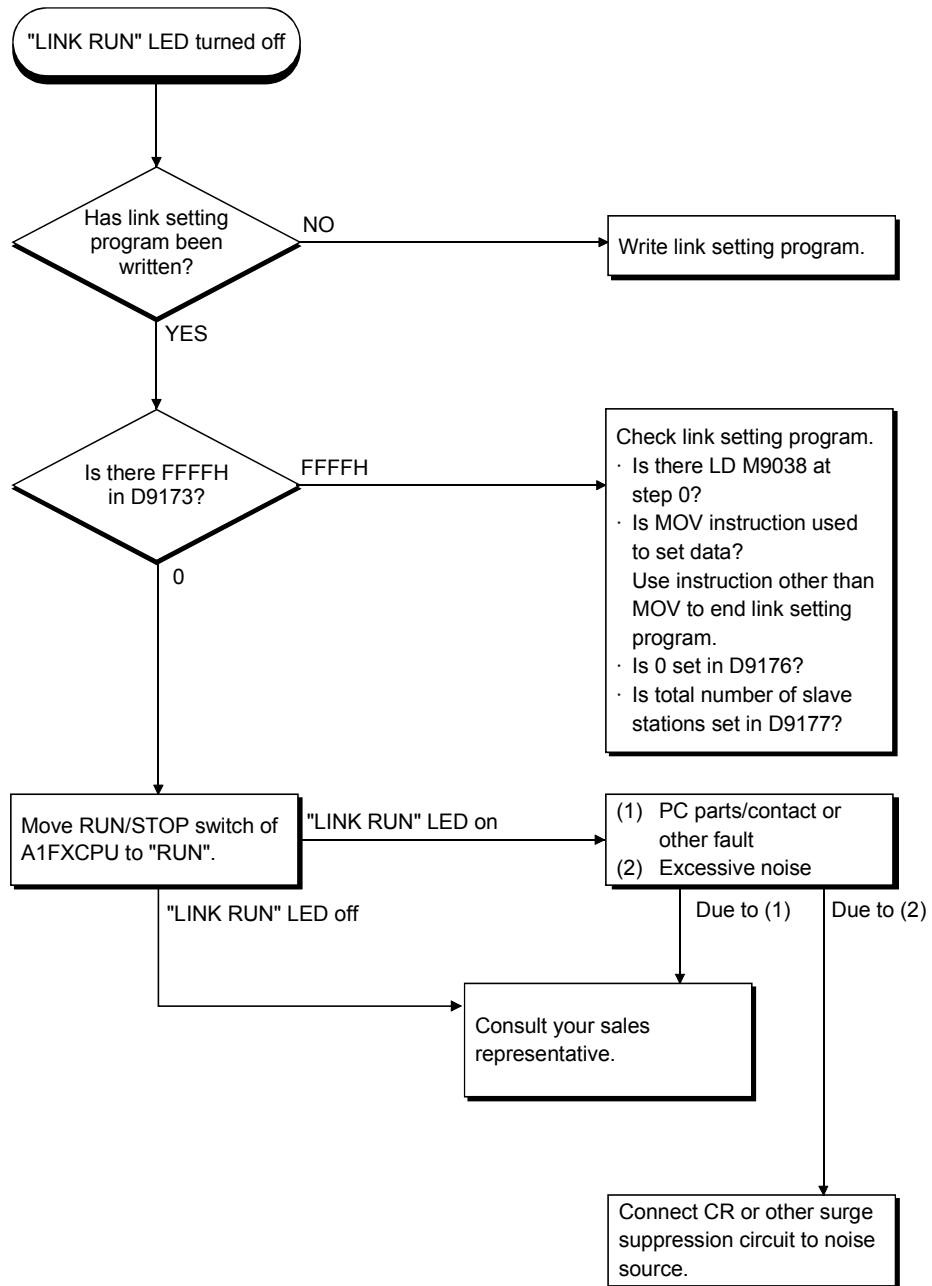 "LINK RUN" LED turned off
Has link setting
program been
written?
NO
Write link setting program.
YES
Is there FFFFH
in D9173?
FFFFH
Check link setting program.
· Is there LD M9038 at
step 0?
· Is MOV instruction used
to set data?
Use instruction other than
MOV to end link setting
program.
· Is 0 set in D9176?
· Is total number of slave
stations set in D9177?
0
Move RUN/STOP switch of
A1FXCPU to "RUN".
"LINK RUN" LED on
(1) PC parts/contact or
other fault
(2) Excessive noise
"LINK RUN" LED off
Due to (1)
Due to (2)
Consult your sales
representative.
Connect CR or other surge
suppression circuit to noise
source.